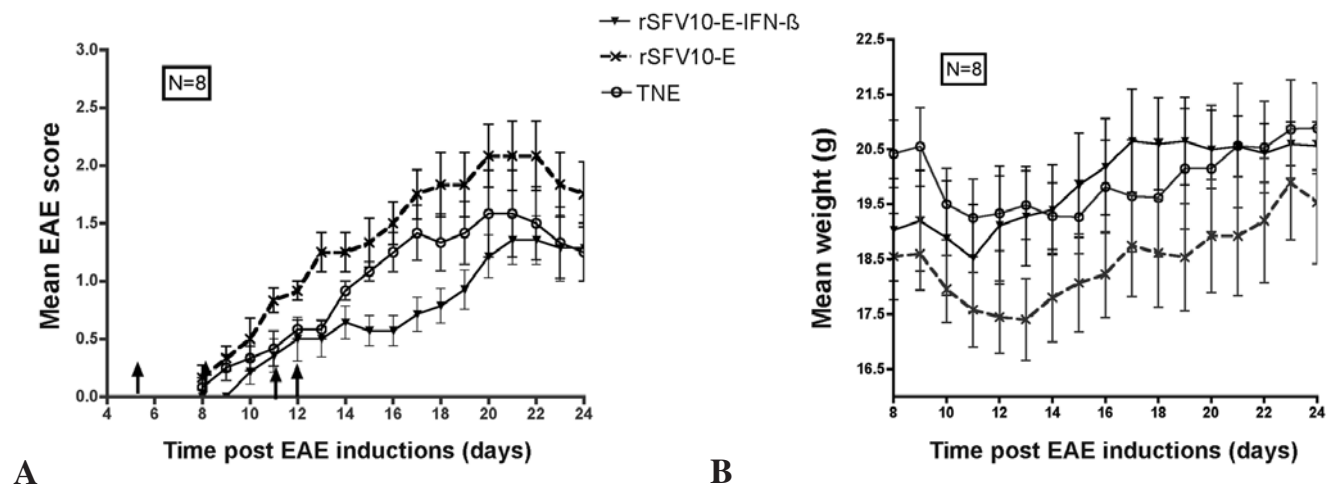 rSFV10-E-IFN-ß
rSFV10-E
TNE
Mean EAE score
3.0
2.5
2.0
1.5
1.0
0.5
0.0
N=8
4 6 8 10 12 14 16 18 20 22 24
Time post EAE inductions (days)
A
Mean weight (g)
22.5
21.5
20.5
19.5
18.5
17.5
16.5
N=8
8 10 12 14 16 18 20 22 24
Time post EAE inductions (days)
B